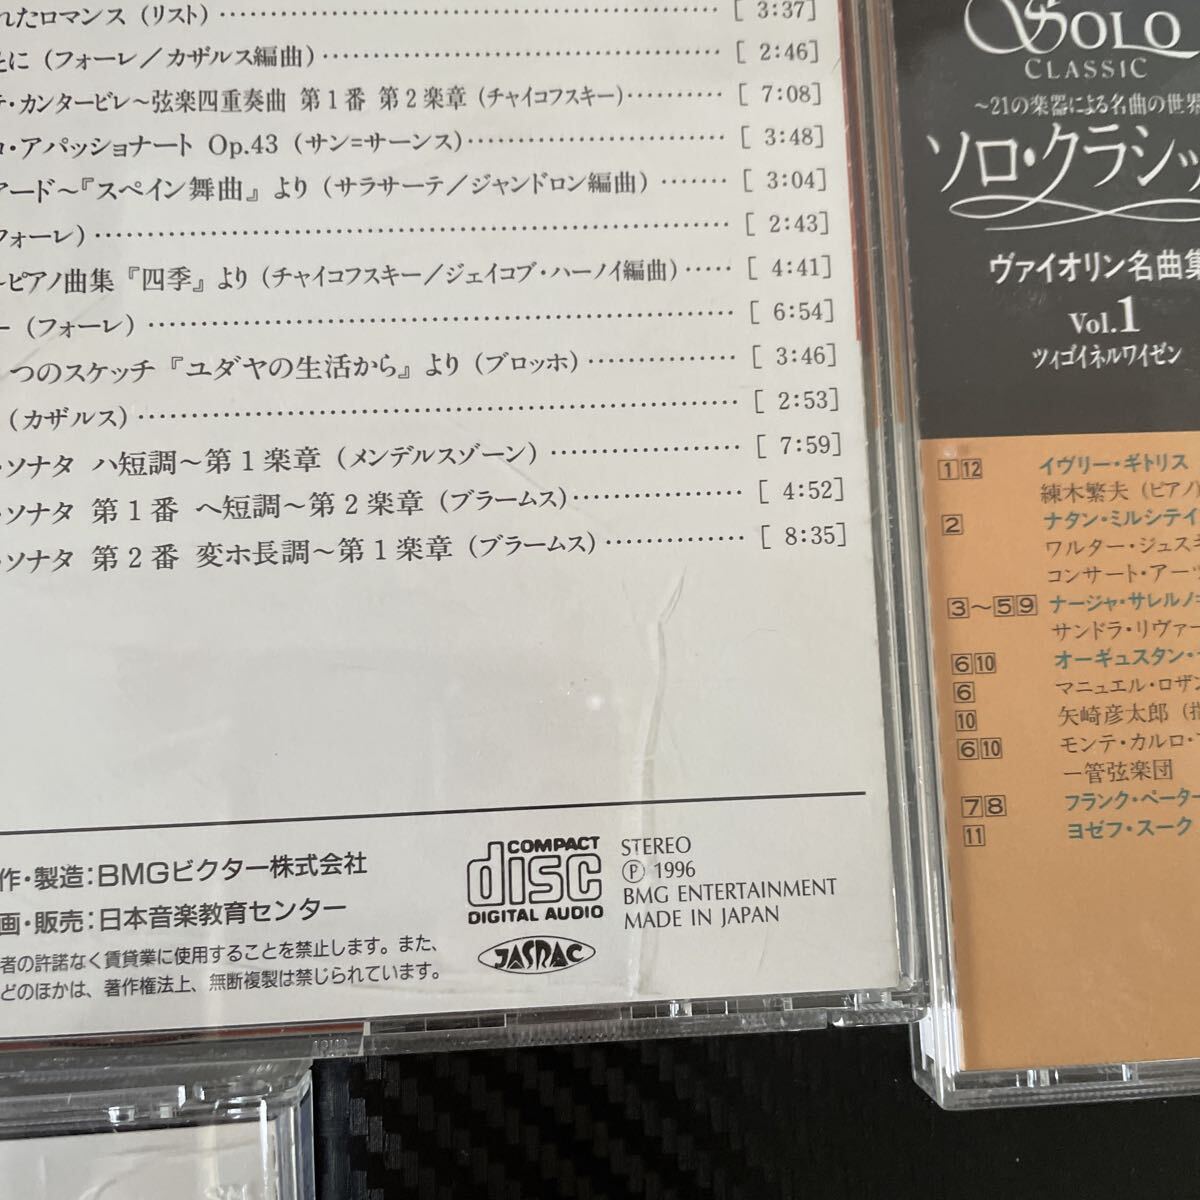 れたロマンス（リスト）…… [ 3:37]
とに（フォーレ／カザルス編曲）…… [ 2:46]
テ・カンタービレ～弦楽四重奏曲 第1番 第2楽章（チャイコフスキー）…… [ 7:08]
ロ・アパッショナート Op.43（サン=サーンス）…… [ 3:48]
アード～『スペイン舞曲』より（サラサーテ／ジャンドロン編曲）…… [ 3:04]
フォーレ）…… [ 2:43]
～ピアノ曲集『四季』より（チャイコフスキー／ジェイコブ・ハーノイ編曲）…… [ 4:41]
ー（フォーレ）…… [ 6:54]
つのスケッチ『ユダヤの生活から』より（ブロッホ）…… [ 3:46]
（カザルス）…… [ 2:53]
・ソナタ ハ短調～第1楽章（メンデルスゾーン）…… [ 7:59]
・ソナタ 第1番 ヘ短調～第2楽章（ブラームス）…… [ 4:52]
・ソナタ 第2番 変ホ長調～第1楽章（ブラームス）…… [ 8:35]
作・製造：BMGビクター株式会社
画・販売：日本音楽教育センター
者の許諾なく賃貸業に使用することを禁止します。また、
どのほかは、著作権法上、無断複製は禁じられています。
COMPACT
disc
DIGITAL AUDIO
JASRAC
STEREO
Ⓟ 1996
BMG ENTERTAINMENT
MADE IN JAPAN
SOLO
CLASSIC
～21の楽器による名曲の世界
ソロ・クラシッ
ヴァイオリン名曲集
Vol.1
ツィゴイネルワイゼン
1 12 イヴリー・ギトリス
練木繁夫（ピアノ）
2 ナタン・ミルシテイ
ワルター・ジュスキ
コンサート・アーツ
3～5 9 ナージャ・サレルノ=
サンドラ・リヴァー
6 10 オーギュスタン・
6 マニュエル・ロザン
10 矢崎彦太郎（指
6 10 モンテ・カルロ・
ー管弦楽団
7 8 フランク・ペーター
11 ヨゼフ・スーク